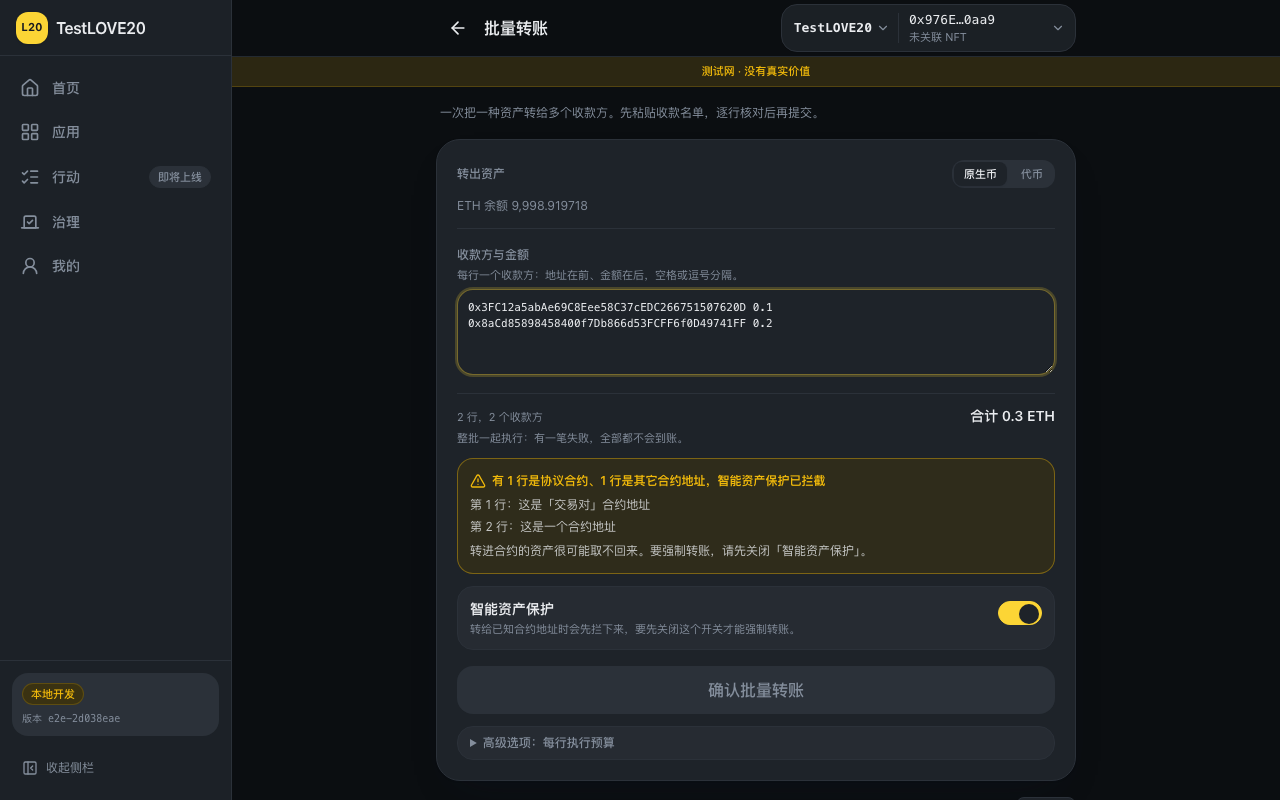 L20 TestLOVE20
首页
应用
行动 即将上线
治理
我的
本地开发
版本 e2e-2d038eae
收起侧栏
批量转账
TestLOVE20
0x976E…0aa9
未关联 NFT
测试网 · 没有真实价值
一次把一种资产转给多个收款方。先粘贴收款名单，逐行核对后再提交。
转出资产
原生币 代币
ETH 余额 9,998.919718
收款方与金额
每行一个收款方：地址在前、金额在后，空格或逗号分隔。
0x3FC12a5abAe69C8Eee58C37cEDC266751507620D 0.1
0x8aCd85898458400f7Db866d53FCFF6f0D49741FF 0.2
2 行，2 个收款方
合计 0.3 ETH
整批一起执行：有一笔失败，全部都不会到账。
有 1 行是协议合约、1 行是其它合约地址，智能资产保护已拦截
第 1 行：这是「交易对」合约地址
第 2 行：这是一个合约地址
转进合约的资产很可能取不回来。要强制转账，请先关闭「智能资产保护」。
智能资产保护
转给已知合约地址时会先拦下来，要先关闭这个开关才能强制转账。
确认批量转账
高级选项：每行执行预算